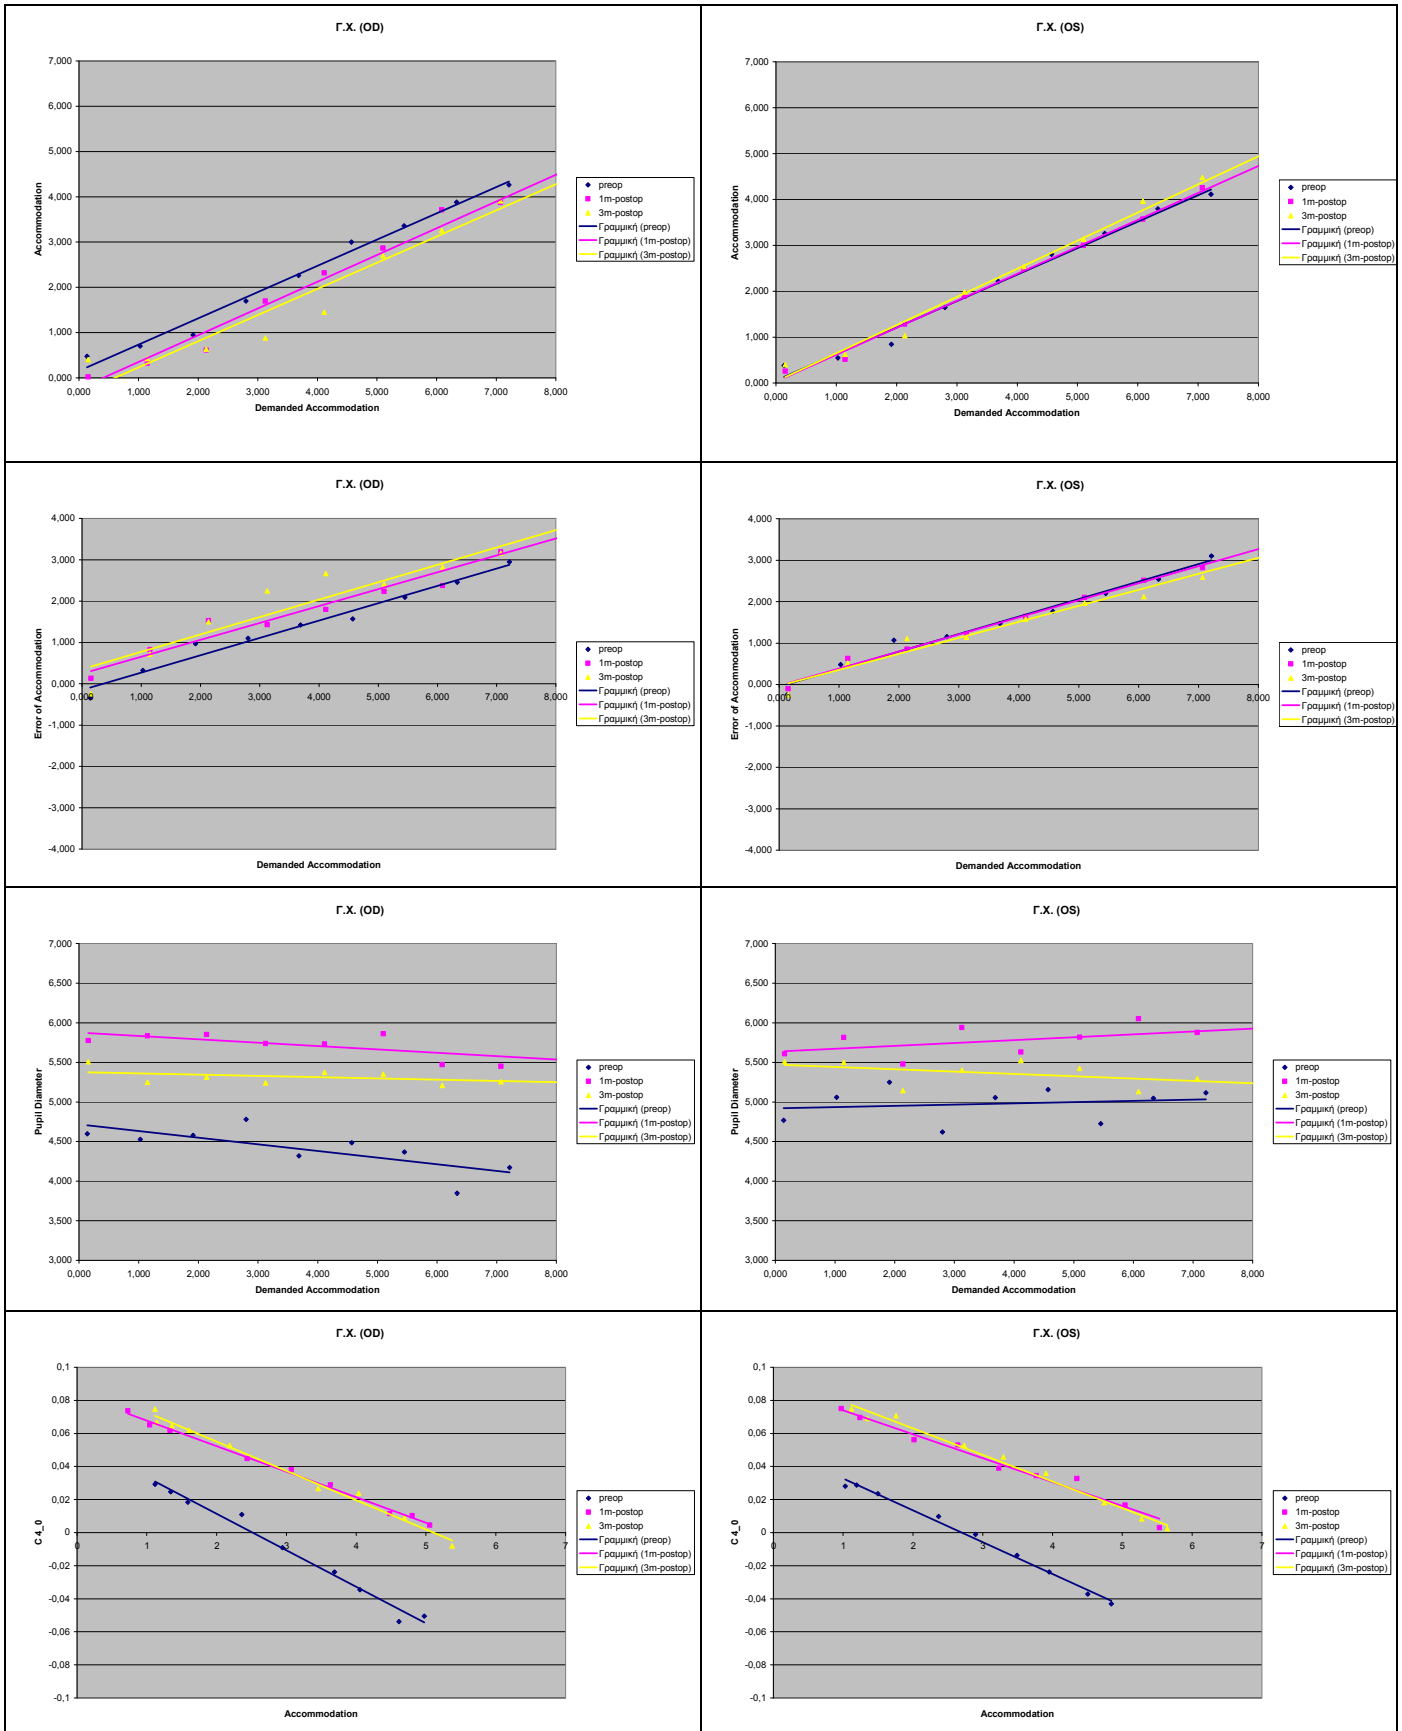 Γ.Χ. (OD)
7,000
6,000
5,000
4,000
3,000
2,000
1,000
0,000
0,000 1,000 2,000 3,000 4,000 5,000 6,000 7,000 8,000
Accommodation
Demanded Accommodation
preop
1m-postop
3m-postop
Γραμμική (preop)
Γραμμική (1m-postop)
Γραμμική (3m-postop)
Γ.Χ. (OS)
7,000
6,000
5,000
4,000
3,000
2,000
1,000
0,000
0,000 1,000 2,000 3,000 4,000 5,000 6,000 7,000 8,000
Accommodation
Demanded Accommodation
preop
1m-postop
3m-postop
Γραμμική (preop)
Γραμμική (1m-postop)
Γραμμική (3m-postop)
Γ.Χ. (OD)
4,000
3,000
2,000
1,000
0,000
-1,000
-2,000
-3,000
-4,000
0,000 1,000 2,000 3,000 4,000 5,000 6,000 7,000 8,000
Error of Accommodation
Demanded Accommodation
preop
1m-postop
3m-postop
Γραμμική (preop)
Γραμμική (1m-postop)
Γραμμική (3m-postop)
Γ.Χ. (OS)
4,000
3,000
2,000
1,000
0,000
-1,000
-2,000
-3,000
-4,000
0,000 1,000 2,000 3,000 4,000 5,000 6,000 7,000 8,000
Error of Accommodation
Demanded Accommodation
preop
1m-postop
3m-postop
Γραμμική (preop)
Γραμμική (1m-postop)
Γραμμική (3m-postop)
Γ.Χ. (OD)
7,000
6,500
6,000
5,500
5,000
4,500
4,000
3,500
3,000
0,000 1,000 2,000 3,000 4,000 5,000 6,000 7,000 8,000
Pupil Diameter
Demanded Accommodation
preop
1m-postop
3m-postop
Γραμμική (preop)
Γραμμική (1m-postop)
Γραμμική (3m-postop)
Γ.Χ. (OS)
7,000
6,500
6,000
5,500
5,000
4,500
4,000
3,500
3,000
0,000 1,000 2,000 3,000 4,000 5,000 6,000 7,000 8,000
Pupil Diameter
Demanded Accommodation
preop
1m-postop
3m-postop
Γραμμική (preop)
Γραμμική (1m-postop)
Γραμμική (3m-postop)
Γ.Χ. (OD)
0,1
0,08
0,06
0,04
0,02
0
-0,02
-0,04
-0,06
-0,08
-0,1
0 1 2 3 4 5 6 7
C 4_0
Accommodation
preop
1m-postop
3m-postop
Γραμμική (preop)
Γραμμική (1m-postop)
Γραμμική (3m-postop)
Γ.Χ. (OS)
0,1
0,08
0,06
0,04
0,02
0
-0,02
-0,04
-0,06
-0,08
-0,1
0 1 2 3 4 5 6 7
C 4_0
Accommodation
preop
1m-postop
3m-postop
Γραμμική (preop)
Γραμμική (1m-postop)
Γραμμική (3m-postop)